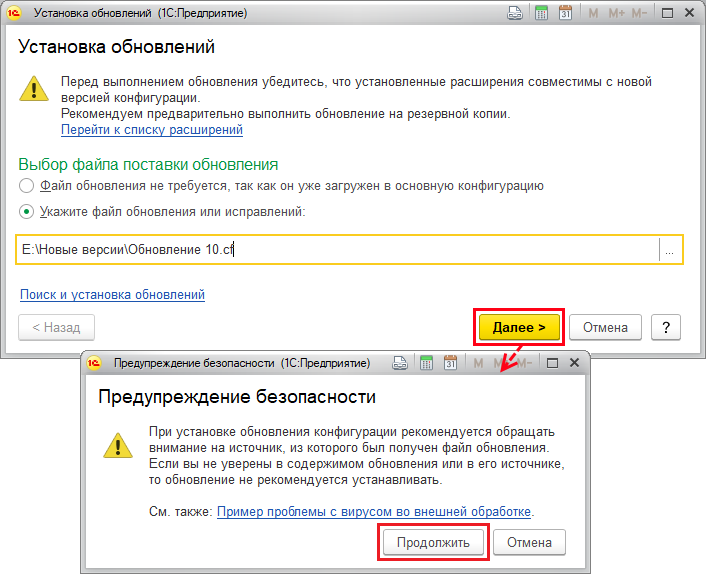 1С Установка обновлений (1С:Предприятие) 31 M M+ M−
Установка обновлений
Перед выполнением обновления убедитесь, что установленные расширения совместимы с новой
версией конфигурации.
Рекомендуем предварительно выполнить обновление на резервной копии.
Перейти к списку расширений
Выбор файла поставки обновления
Файл обновления не требуется, так как он уже загружен в основную конфигурацию
Укажите файл обновления или исправлений:
E:\Новые версии\Обновление 10.cf ...
Поиск и установка обновлений
< Назад Далее > Отмена ?
1С Предупреждение безопасности (1С:Предприятие) 31 M M+ M−
Предупреждение безопасности
При установке обновления конфигурации рекомендуется обращать
внимание на источник, из которого был получен файл обновления.
Если вы не уверены в содержимом обновления или в его источнике,
то обновление не рекомендуется устанавливать.
См. также: Пример проблемы с вирусом во внешней обработке.
Продолжить Отмена